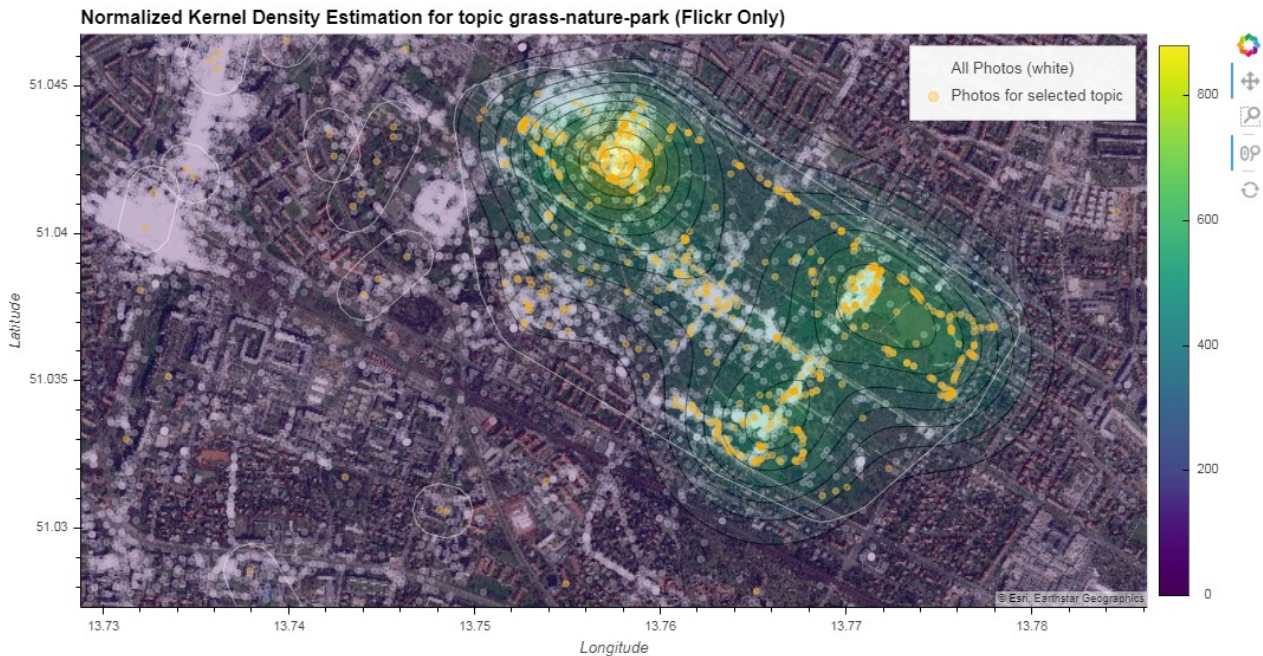 Normalized Kernel Density Estimation for topic grass-nature-park (Flickr Only)
All Photos (white)
Photos for selected topic
800
600
400
200
0
51.045
51.04
51.035
51.03
Latitude
© Esri, Earthstar Geographics
13.73
13.74
13.75
13.76
13.77
13.78
Longitude